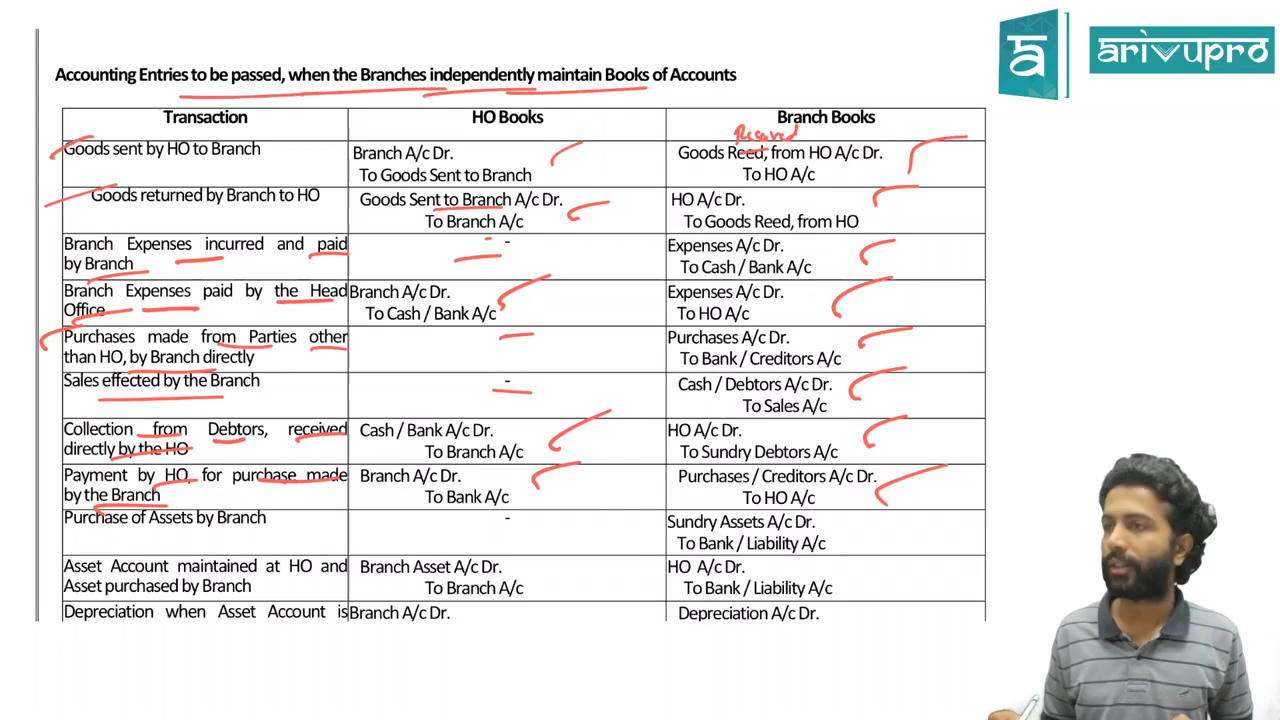 ARIVUPRO
Accounting Entries to be passed, when the Branches independently maintain Books of Accounts
Transaction HO Books Branch Books
Received
Goods sent by HO to Branch
Branch A/c Dr.
To Goods Sent to Branch
Goods Reed, from HO A/c Dr.
To HO A/c
Goods returned by Branch to HO
Goods Sent to Branch A/c Dr.
To Branch A/c
HO A/c Dr.
To Goods Reed, from HO
Branch Expenses incurred and paid
by Branch
-
Expenses A/c Dr.
To Cash / Bank A/c
Branch Expenses paid by the Head
Office
Branch A/c Dr.
To Cash / Bank A/c
Expenses A/c Dr.
To HO A/c
Purchases made from Parties other
than HO, by Branch directly
Purchases A/c Dr.
To Bank / Creditors A/c
Sales effected by the Branch
-
Cash / Debtors A/c Dr.
To Sales A/c
Collection from Debtors, received
directly by the HO
Cash / Bank A/c Dr.
To Branch A/c
HO A/c Dr.
To Sundry Debtors A/c
Payment by HO, for purchase made
by the Branch
Branch A/c Dr.
To Bank A/c
Purchases / Creditors A/c Dr.
To HO A/c
Purchase of Assets by Branch
-
Sundry Assets A/c Dr.
To Bank / Liability A/c
Asset Account maintained at HO and
Asset purchased by Branch
Branch Asset A/c Dr.
To Branch A/c
HO A/c Dr.
To Bank / Liability A/c
Depreciation when Asset Account is
Branch A/c Dr.
Depreciation A/c Dr.